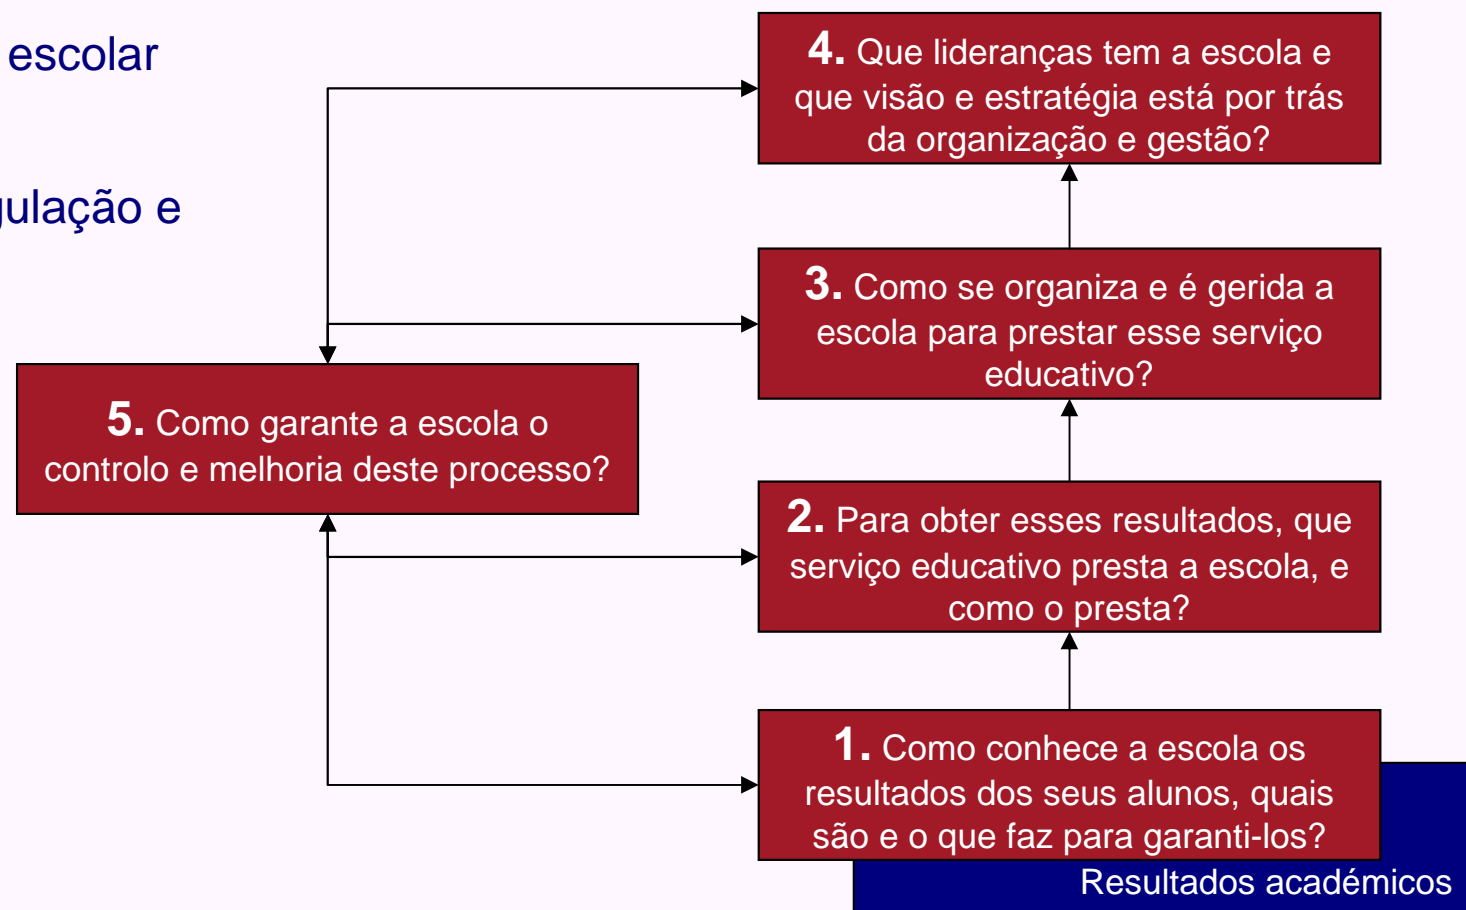 escolar
gulação e
4. Que lideranças tem a escola e
que visão e estratégia está por trás
da organização e gestão?
3. Como se organiza e é gerida a
escola para prestar esse serviço
educativo?
5. Como garante a escola o
controlo e melhoria deste processo?
2. Para obter esses resultados, que
serviço educativo presta a escola, e
como o presta?
1. Como conhece a escola os
resultados dos seus alunos, quais
são e o que faz para garanti-los?
Resultados académicos